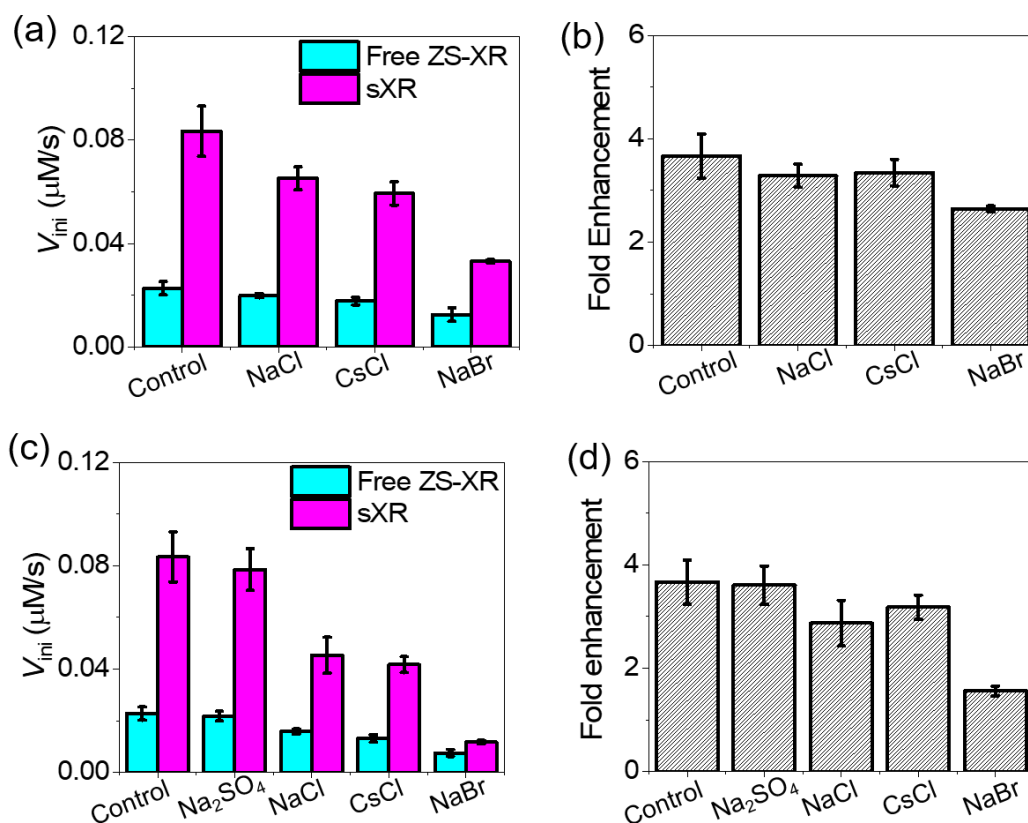 (a)
0.12
0.08
0.04
0.00
V_ini (μM/s)
Free ZS-XR
sXR
Control
NaCl
CsCl
NaBr
(b)
6
4
2
0
Fold Enhancement
Control
NaCl
CsCl
NaBr
(c)
0.12
0.08
0.04
0.00
V_ini (μM/s)
Free ZS-XR
sXR
Control
Na₂SO₄
NaCl
CsCl
NaBr
(d)
6
4
2
0
Fold enhancement
Control
Na₂SO₄
NaCl
CsCl
NaBr